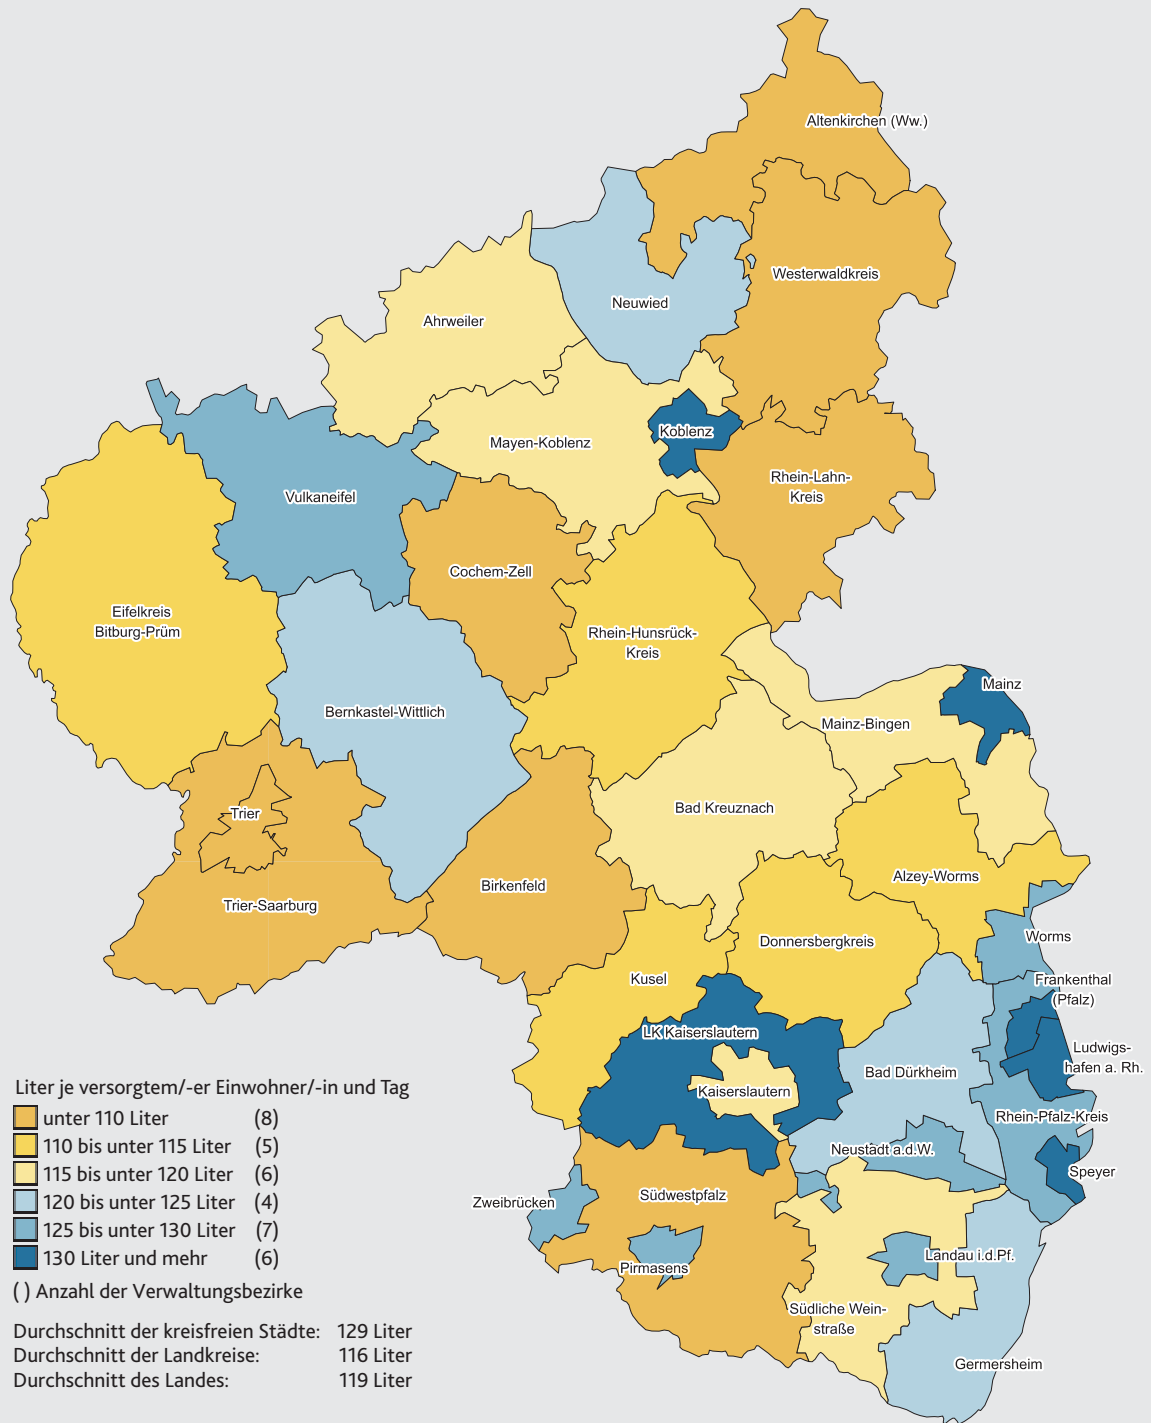 Altenkirchen (Ww.)
Westerwaldkreis
Neuwied
Ahrweiler
Koblenz
Mayen-Koblenz
Rhein-Lahn-
Kreis
Vulkaneifel
Cochem-Zell
Eifelkreis
Bitburg-Prüm
Rhein-Hunsrück-
Kreis
Mainz
Bernkastel-Wittlich
Mainz-Bingen
Bad Kreuznach
Trier
Alzey-Worms
Birkenfeld
Trier-Saarburg
Worms
Donnersbergkreis
Kusel
Frankenthal
(Pfalz)
LK Kaiserslautern
Ludwigs-
hafen a. Rh.
Bad Dürkheim
Kaiserslautern
Rhein-Pfalz-Kreis
Neustadt a.d.W.
Speyer
Südwestpfalz
Zweibrücken
Landau i.d.Pf.
Pirmasens
Südliche Wein-
straße
Germersheim
Liter je versorgtem/-er Einwohner/-in und Tag
unter 110 Liter (8)
110 bis unter 115 Liter (5)
115 bis unter 120 Liter (6)
120 bis unter 125 Liter (4)
125 bis unter 130 Liter (7)
130 Liter und mehr (6)
( ) Anzahl der Verwaltungsbezirke
Durchschnitt der kreisfreien Städte: 129 Liter
Durchschnitt der Landkreise: 116 Liter
Durchschnitt des Landes: 119 Liter